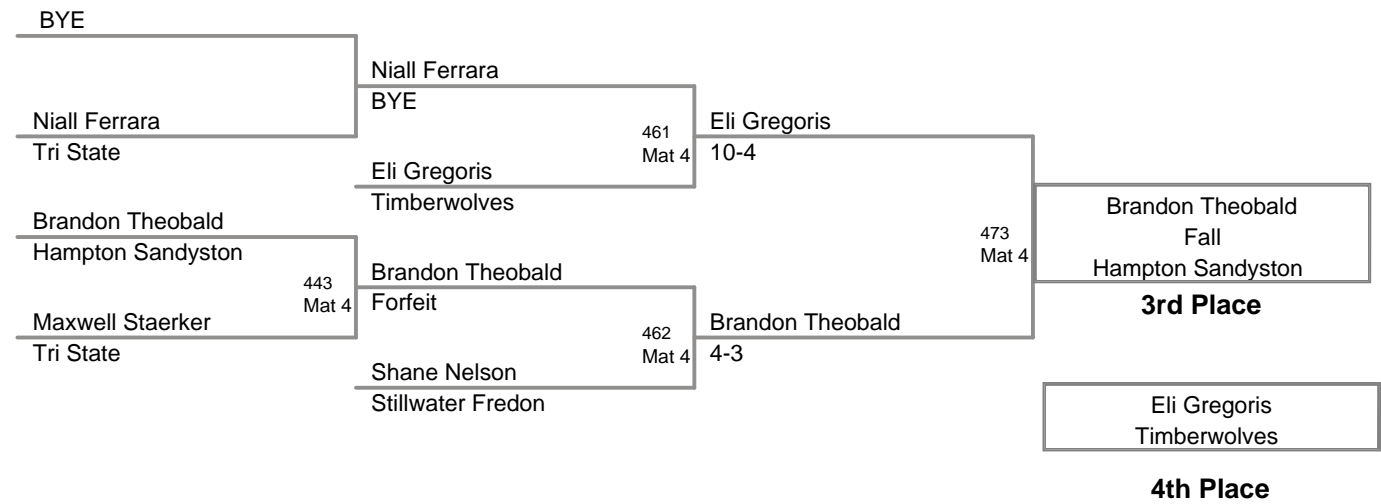 BYE
Niall Ferrara
BYE
Niall Ferrara
Tri State
461
Mat 4
Eli Gregoris
10-4
Eli Gregoris
Timberwolves
Brandon Theobald
Hampton Sandyston
443
Mat 4
Brandon Theobald
Forfeit
Maxwell Staerker
Tri State
462
Mat 4
Brandon Theobald
4-3
Shane Nelson
Stillwater Fredon
473
Mat 4
Brandon Theobald
Fall
Hampton Sandyston
3rd Place
Eli Gregoris
Timberwolves
4th Place